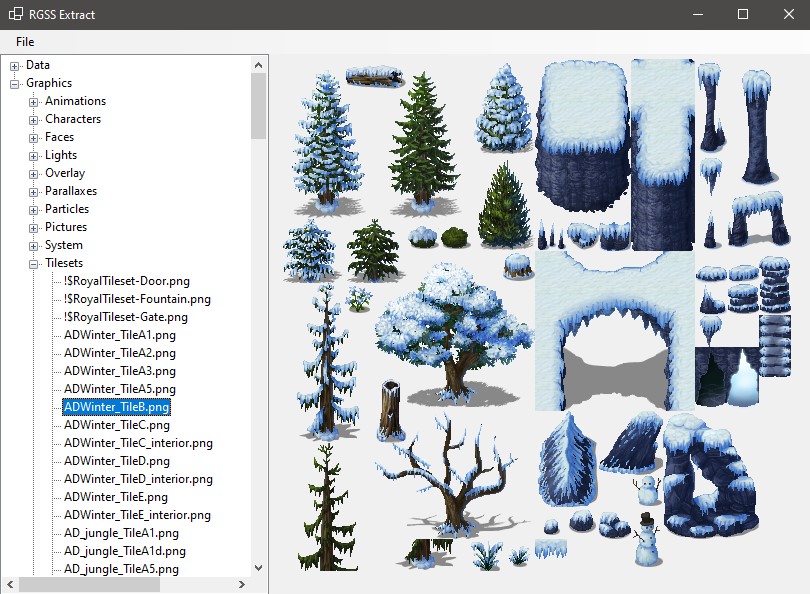 RGSS Extract
File
Data
Graphics
Animations
Characters
Faces
Lights
Overlay
Parallaxes
Particles
Pictures
System
Tilesets
!$RoyalTileset-Door.png
!$RoyalTileset-Fountain.png
!$RoyalTileset-Gate.png
ADWinter_TileA1.png
ADWinter_TileA2.png
ADWinter_TileA3.png
ADWinter_TileA5.png
ADWinter_TileB.png
ADWinter_TileC.png
ADWinter_TileC_interior.png
ADWinter_TileD.png
ADWinter_TileD_interior.png
ADWinter_TileE.png
ADWinter_TileE_interior.png
AD_jungle_TileA1.png
AD_jungle_TileA1d.png
AD_jungle_TileA5.png